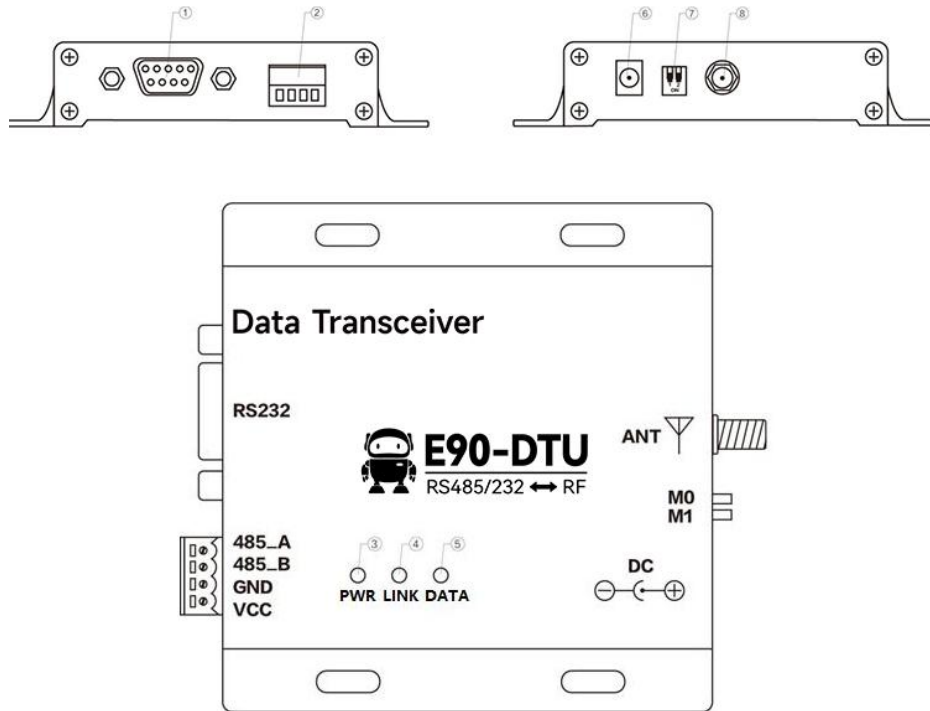 ① ② ⑥ ⑦ ⑧
Data Transceiver
RS232
ANT
E90-DTU
RS485/232 ↔ RF
M0
M1
485_A
485_B
GND
VCC
③ ④ ⑤
PWR LINK DATA
DC